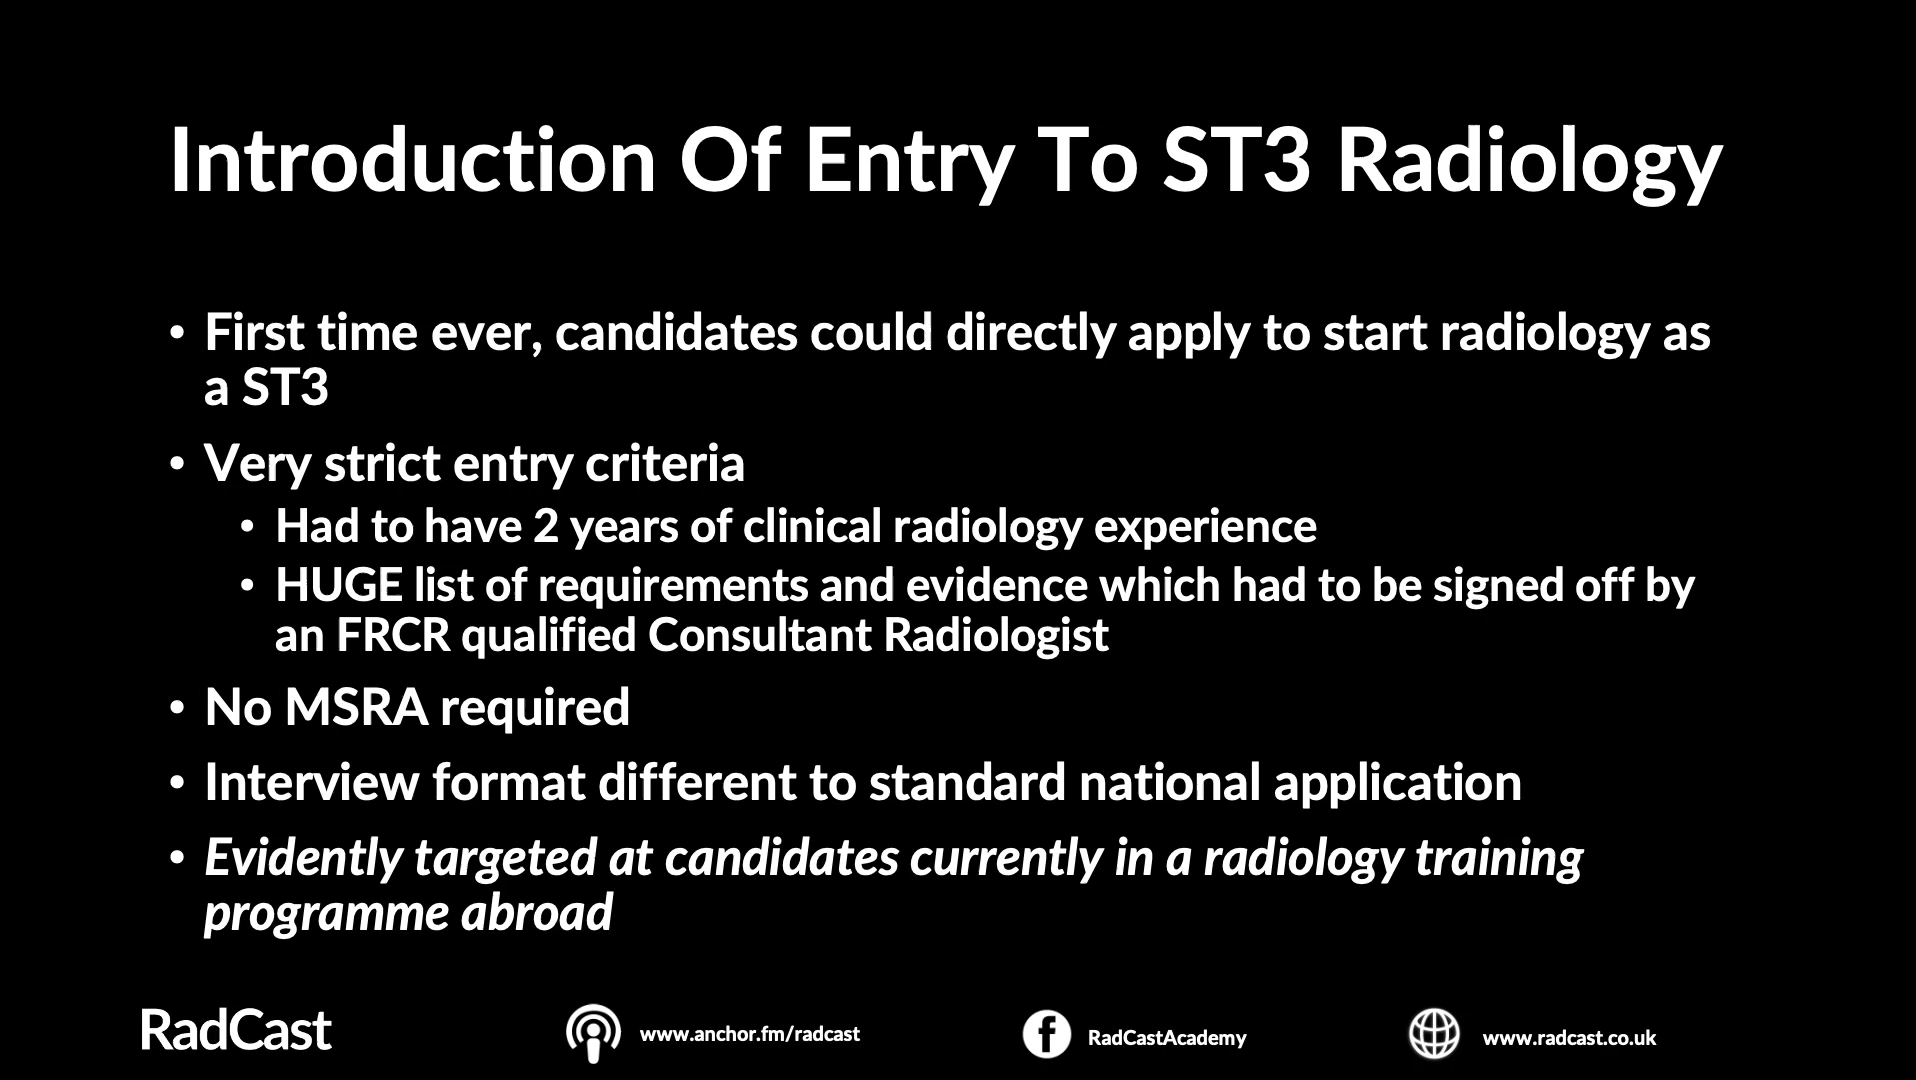 Introduction Of Entry To ST3 Radiology
• First time ever, candidates could directly apply to start radiology as
a ST3
• Very strict entry criteria
• Had to have 2 years of clinical radiology experience
• HUGE list of requirements and evidence which had to be signed off by
an FRCR qualified Consultant Radiologist
• No MSRA required
• Interview format different to standard national application
• Evidently targeted at candidates currently in a radiology training
programme abroad
RadCast
www.anchor.fm/radcast
RadCastAcademy
www.radcast.co.uk